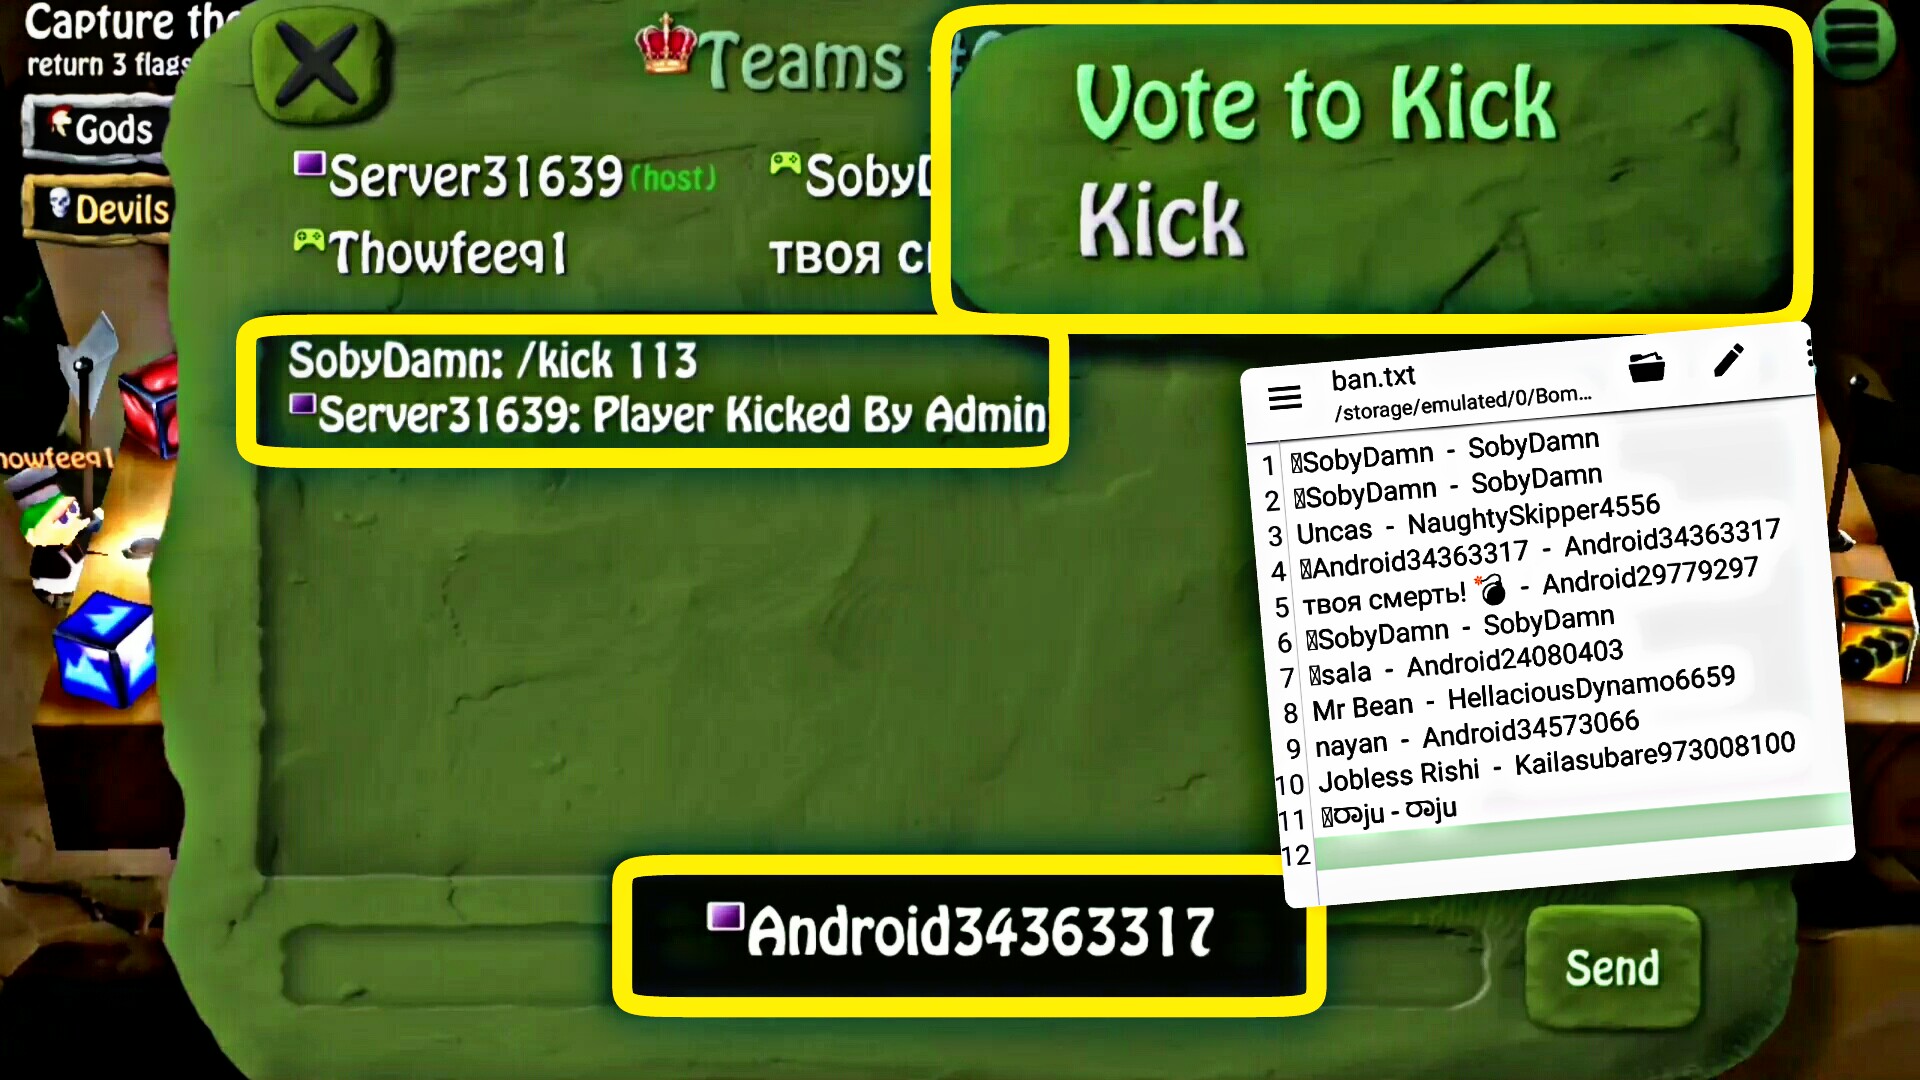 Capture the
return 3 flags
Gods
Devils
Teams
Server31639 (host)
SobyD
Thowfeeq1
твоя с
Vote to Kick
Kick
SobyDamn: /kick 113
Server31639: Player Kicked By Admin
howfeeq1
ban.txt
/storage/emulated/0/Bom...
1 SobyDamn - SobyDamn
2 SobyDamn - SobyDamn
3 Uncas - NaughtySkipper4556
4 Android34363317 - Android34363317
5 твоя смерть! 💣 - Android29779297
6 SobyDamn - SobyDamn
7 sala - Android24080403
8 Mr Bean - HellaciousDynamo6659
9 nayan - Android34573066
10 Jobless Rishi - Kailasubare973008100
11
12
Android34363317
Send